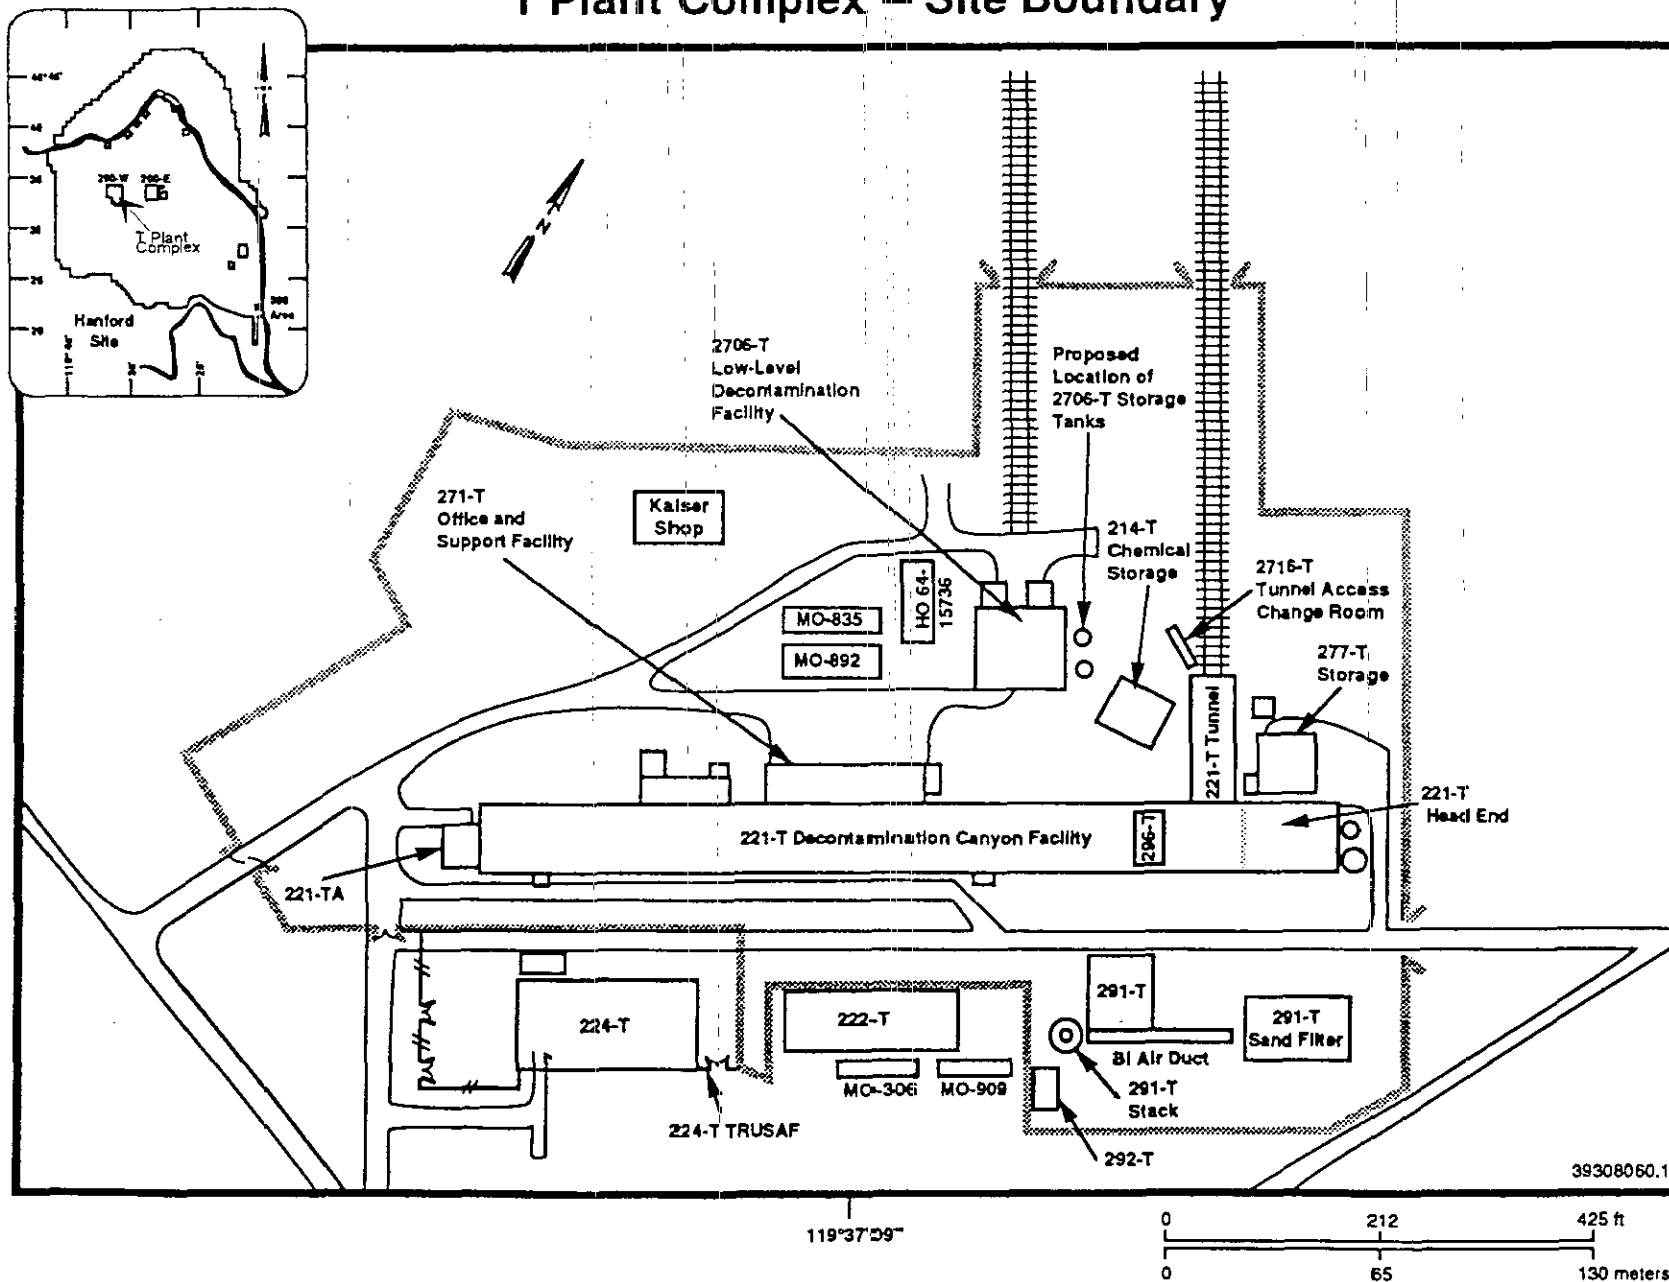 T Plant Complex – Site Boundary
40
200-W
200-E
T Plant
Complex
300
Area
Hanford
Site
N
2706-T
Low-Level
Decontamination
Facility
Proposed
Location of
2706-T Storage
Tanks
271-T
Office and
Support Facility
Kaiser
Shop
214-T
Chemical
Storage
2716-T
Tunnel Access
Change Room
HO 64-
15736
MO-835
MO-892
277-T
Storage
221-T Tunnel
221-T
Head End
221-T Decontamination Canyon Facility
296-T
221-TA
224-T
222-T
291-T
291-T
Sand Filter
BI Air Duct
MO-306
MO-909
291-T
Stack
224-T TRUSAF
292-T
39308060.1
119°37'09"
0
212
425 ft
0
65
130 meters